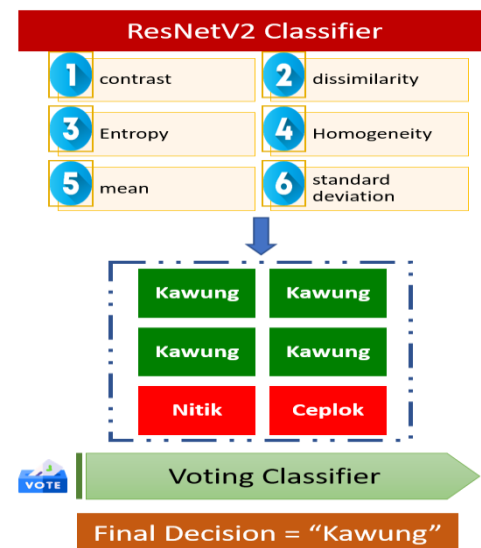 ResNetV2 Classifier
1 contrast
2 dissimilarity
3 Entropy
4 Homogeneity
5 mean
6 standard
deviation
Kawung Kawung
Kawung Kawung
Nitik Ceplok
VOTE
Voting Classifier
Final Decision = “Kawung”